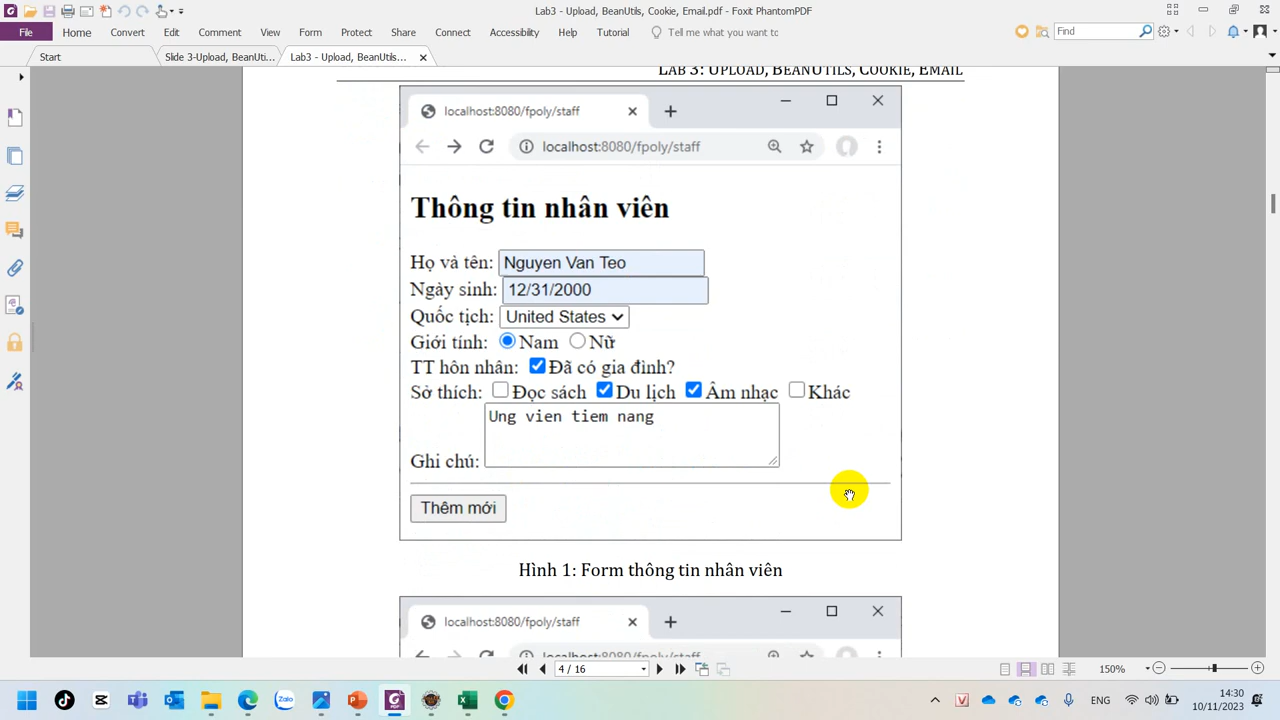 Lab3 - Upload, BeanUtils, Cookie, Email.pdf - Foxit PhantomPDF
File Home Convert Edit Comment View Form Protect Share Connect Accessibility Help Tutorial Tell me what you want to Find
Start Slide 3-Upload, BeanUti... Lab3 - Upload, BeanUtils...
LAB 3: UPLOAD, BEANUTILS, COOKIE, EMAIL
localhost:8080/fpoly/staff
localhost:8080/fpoly/staff
Thông tin nhân viên
Họ và tên: Nguyen Van Teo
Ngày sinh: 12/31/2000
Quốc tịch: United States
Giới tính: Nam Nữ
TT hôn nhân: Đã có gia đình?
Sở thích: Đọc sách Du lịch Âm nhạc Khác
Ung vien tiem nang
Ghi chú:
Thêm mới
Hình 1: Form thông tin nhân viên
localhost:8080/fpoly/staff
localhost:8080/fpoly/staff
4 / 16 150%
Zalo ENG 14:30
10/11/2023